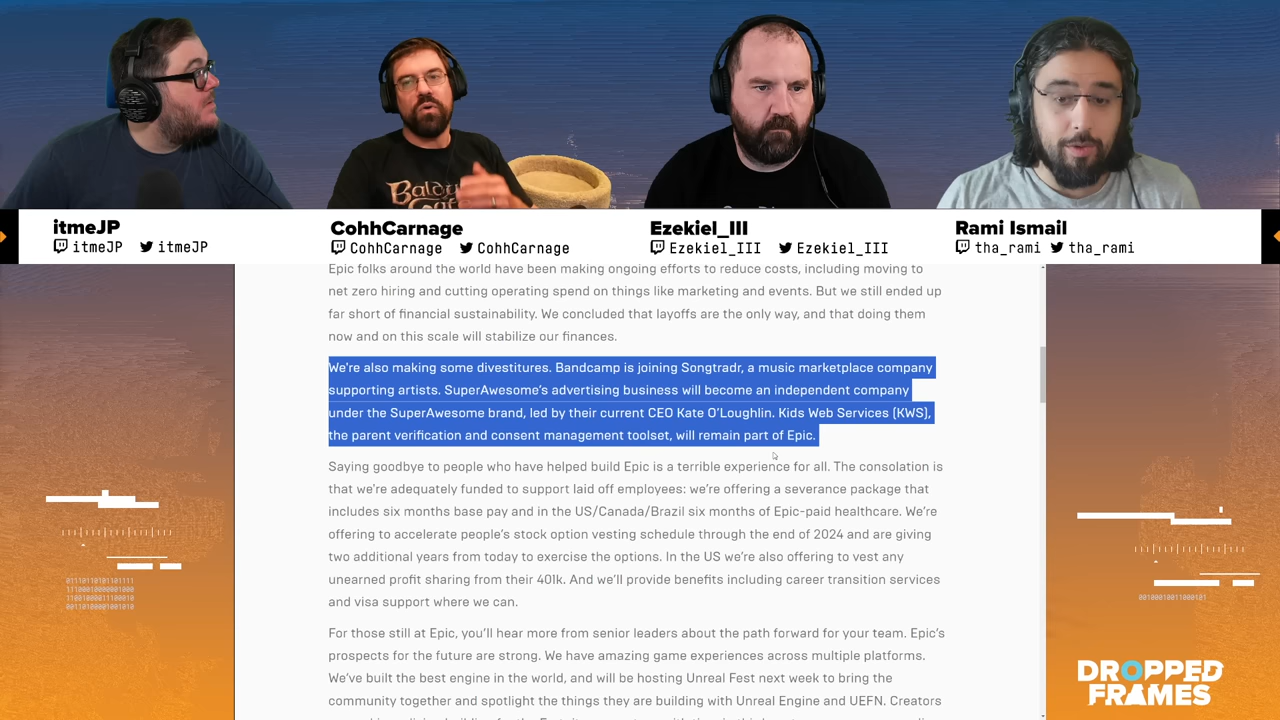 Baldur
Gate
itmeJP
itmeJP itmeJP
CohhCarnage
CohhCarnage CohhCarnage
Ezekiel_III
Ezekiel_III Ezekiel_III
Rami Ismail
tha_rami tha_rami
Epic folks around the world have been making ongoing efforts to reduce costs, including moving to
net zero hiring and cutting operating spend on things like marketing and events. But we still ended up
far short of financial sustainability. We concluded that layoffs are the only way, and that doing them
now and on this scale will stabilize our finances.
We're also making some divestitures. Bandcamp is joining Songtradr, a music marketplace company
supporting artists. SuperAwesome's advertising business will become an independent company
under the SuperAwesome brand, led by their current CEO Kate O'Loughlin. Kids Web Services (KWS),
the parent verification and consent management toolset, will remain part of Epic.
Saying goodbye to people who have helped build Epic is a terrible experience for all. The consolation is
that we're adequately funded to support laid off employees: we're offering a severance package that
includes six months base pay and in the US/Canada/Brazil six months of Epic-paid healthcare. We're
offering to accelerate people's stock option vesting schedule through the end of 2024 and are giving
two additional years from today to exercise the options. In the US we're also offering to vest any
unearned profit sharing from their 401k. And we'll provide benefits including career transition services
and visa support where we can.
For those still at Epic, you'll hear more from senior leaders about the path forward for your team. Epic's
prospects for the future are strong. We have amazing game experiences across multiple platforms.
We've built the best engine in the world, and will be hosting Unreal Fest next week to bring the
community together and spotlight the things they are building with Unreal Engine and UEFN. Creators
DROPPED
FRAMES